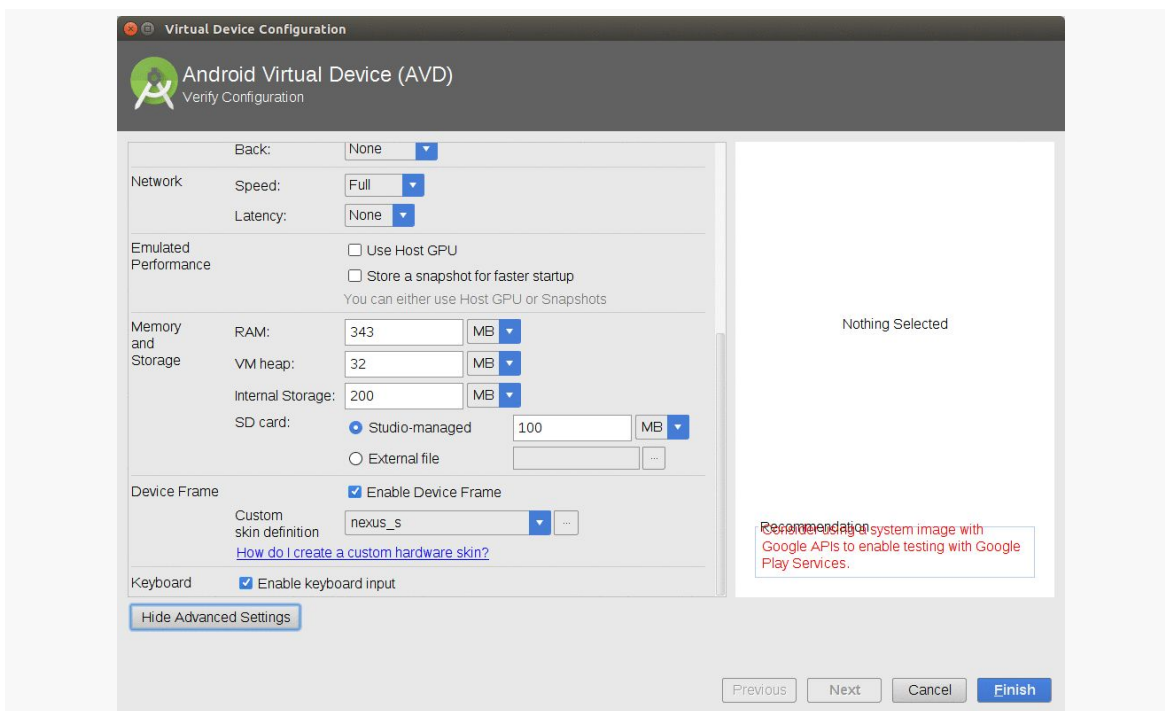 Virtual Device Configuration
Android Virtual Device (AVD)
Verify Configuration
Back: None
Network Speed: Full
Latency: None
Emulated
Performance
Use Host GPU
Store a snapshot for faster startup
You can either use Host GPU or Snapshots
Memory
and
Storage
RAM: 343 MB
VM heap: 32 MB
Internal Storage: 200 MB
SD card: Studio-managed 100 MB
External file ...
Device Frame Enable Device Frame
Custom
skin definition
nexus_s ...
How do I create a custom hardware skin?
Keyboard Enable keyboard input
Hide Advanced Settings
Nothing Selected
Recommendation
Consider using a system image with
Google APIs to enable testing with Google
Play Services.
Previous Next Cancel Finish